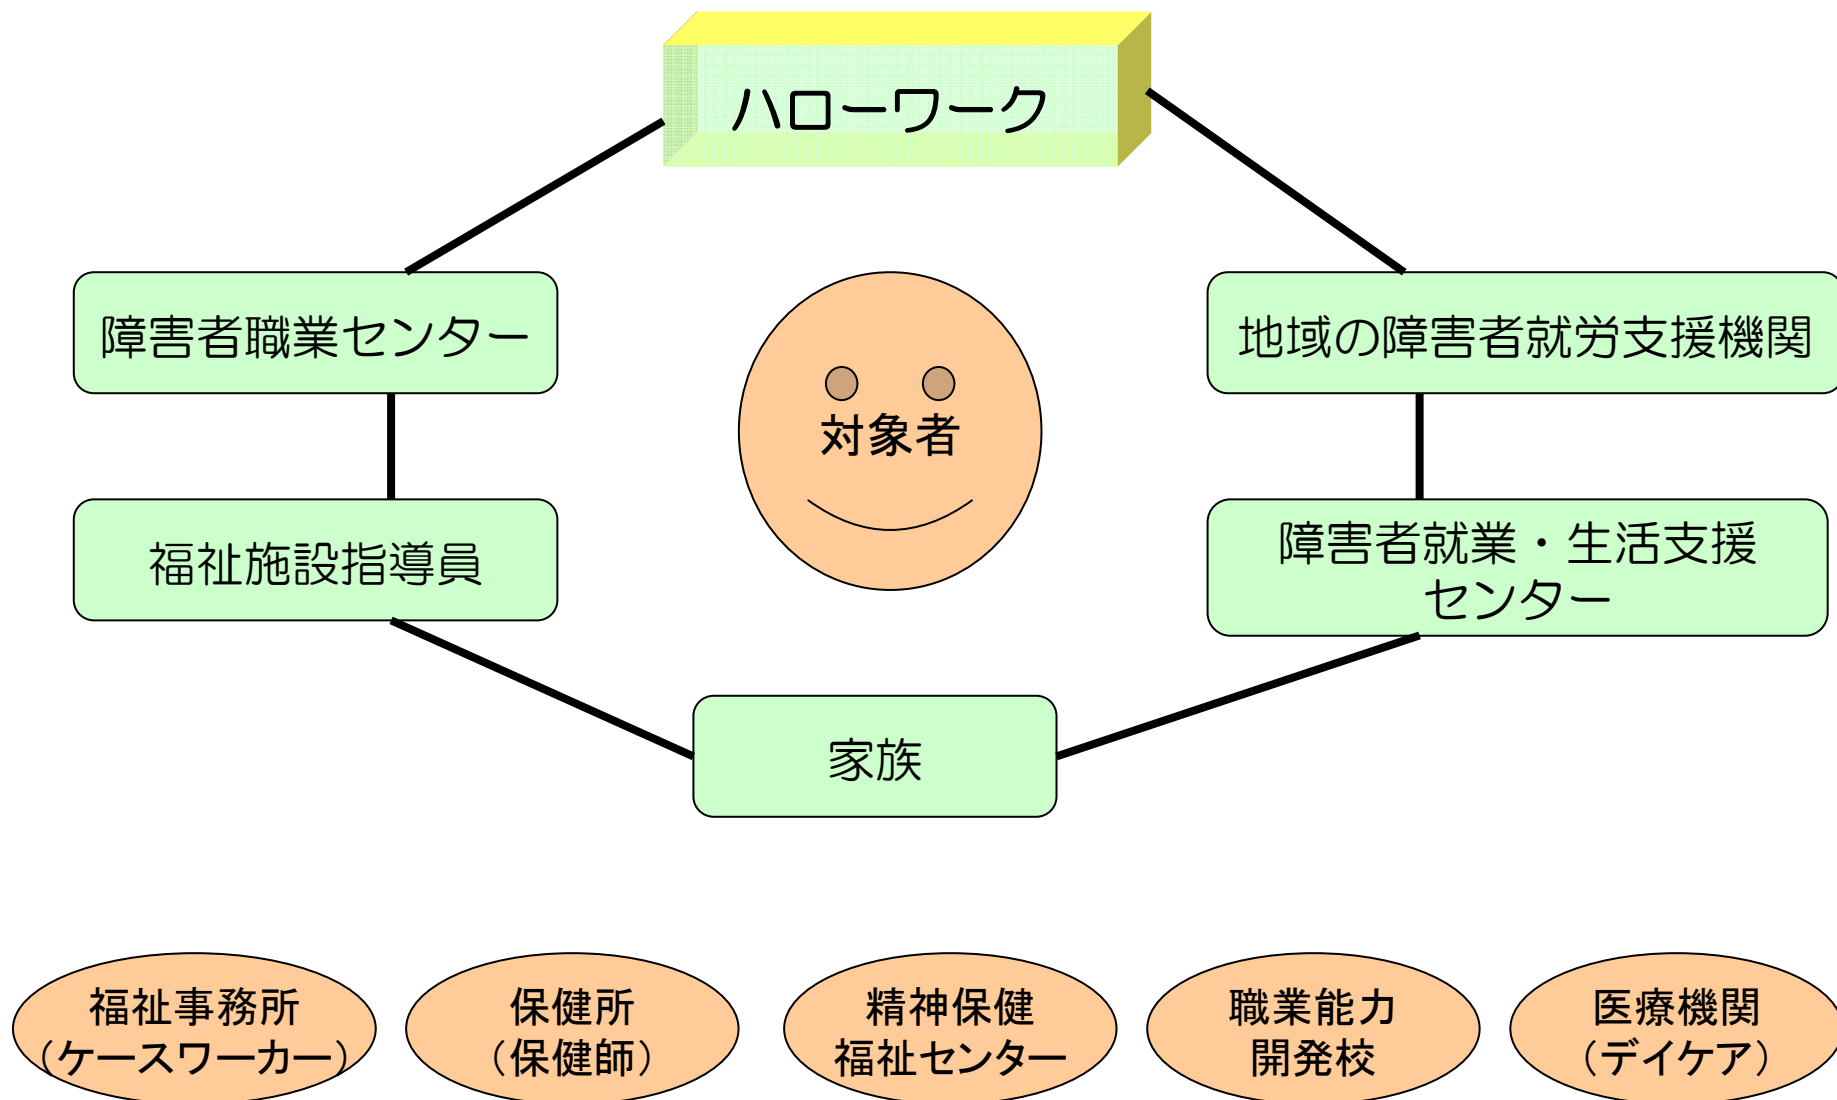 ハローワーク
障害者職業センター
地域の障害者就労支援機関
対象者
福祉施設指導員
障害者就業・生活支援
センター
家族
福祉事務所
（ケースワーカー）
保健所
（保健師）
精神保健
福祉センター
職業能力
開発校
医療機関
（デイケア）